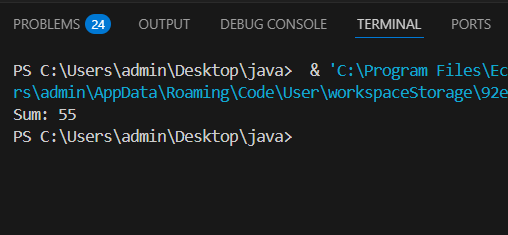 PROBLEMS 24 OUTPUT DEBUG CONSOLE TERMINAL PORTS
PS C:\Users\admin\Desktop\java>  & 'C:\Program Files\Ec
rs\admin\AppData\Roaming\Code\User\workspaceStorage\92e
Sum: 55
PS C:\Users\admin\Desktop\java>